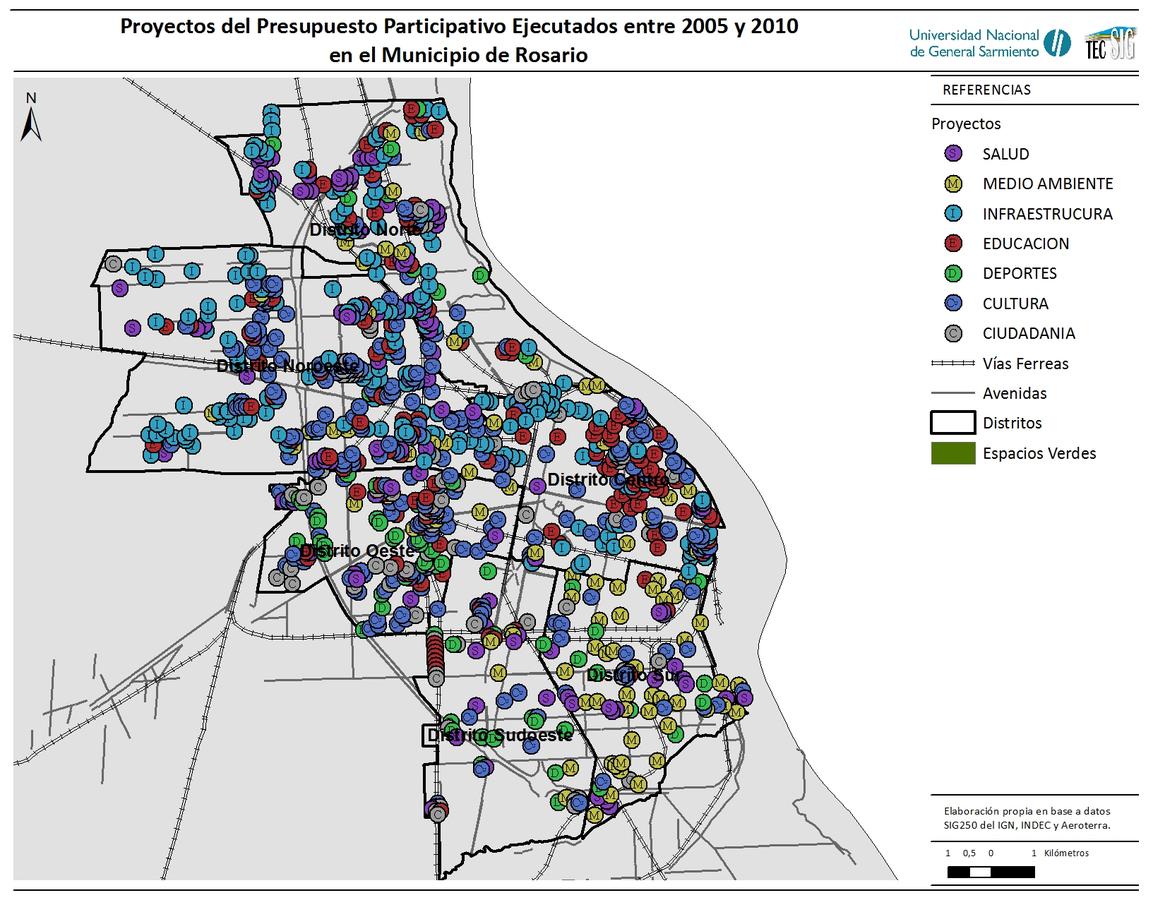 Proyectos del Presupuesto Participativo Ejecutados entre 2005 y 2010
en el Municipio de Rosario
Universidad Nacional
de General Sarmiento
TEC SIG
N
REFERENCIAS
Proyectos
S SALUD
M MEDIO AMBIENTE
I INFRAESTRUCURA
E EDUCACION
D DEPORTES
C CULTURA
C CIUDADANIA
Vías Ferreas
Avenidas
Distritos
Espacios Verdes
Distrito Norte
Distrito Noroeste
Distrito Centro
Distrito Oeste
Distrito Sur
Distrito Sudoeste
Elaboración propia en base a datos
SIG250 del IGN, INDEC y Aeroterra.
1 0,5 0 1 Kilómetros